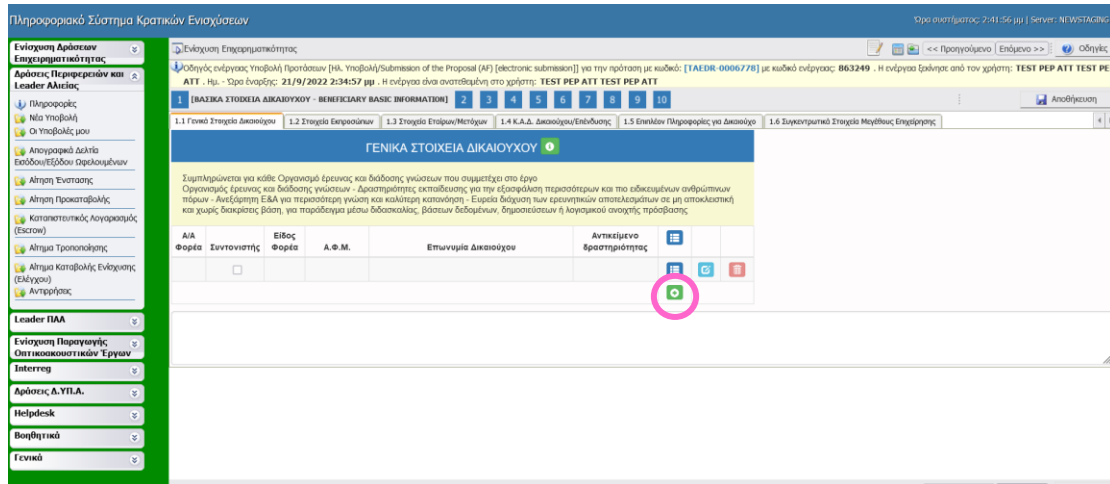 Πληροφοριακό Σύστημα Κρατικών Ενισχύσεων
Ώρα συστήματος: 2:41:56 μμ | Server: NEWSTAGING
Ενίσχυση Δράσεων Επιχειρηματικότητας
Δράσεις Περιφερειών και Leader Αλιείας
Πληροφορίες
Νέα Υποβολή
Οι Υποβολές μου
Απογραφικά Δελτία
Εισόδου/Εξόδου Ωφελουμένων
Αίτηση Ένστασης
Αίτηση Προκαταβολής
Καταπιστευτικός Λογαριασμός
(Escrow)
Αίτημα Τροποποίησης
Αίτημα Καταβολής Ενίσχυσης
(Ελέγχου)
Αντιρρήσεις
Leader ΠΑΑ
Ενίσχυση Παραγωγής
Οπτικοακουστικών Έργων
Interreg
Δράσεις Δ.ΥΠ.Α.
Helpdesk
Βοηθητικά
Γενικά
Ενίσχυση Επιχειρηματικότητας
<< Προηγούμενο Επόμενο >> Οδηγίες
Οδηγός ενέργειας Υποβολή Προτάσεων [Ηλ. Υποβολή/Submission of the Proposal (AF) [electronic submission]] για την πρόταση με κωδικό: [TAEDR-0006778] με κωδικό ενέργειας: 863249 . Η ενέργεια ξεκίνησε από τον χρήστη: TEST PEP ATT TEST PE
ATT . Ημ. - Ώρα έναρξης: 21/9/2022 2:34:57 μμ . Η ενέργεια είναι ανατεθειμένη στο χρήστη: TEST PEP ATT TEST PEP ATT
1 [ΒΑΣΙΚΑ ΣΤΟΙΧΕΙΑ ΔΙΚΑΙΟΥΧΟΥ - BENEFICIARY BASIC INFORMATION] 2 3 4 5 6 7 8 9 10
Αποθήκευση
1.1 Γενικά Στοιχεία Δικαιούχου 1.2 Στοιχεία Εκπροσώπων 1.3 Στοιχεία Εταίρων/Μετόχων 1.4 Κ.Α.Δ. Δικαιούχου/Επένδυσης 1.5 Επιπλέον Πληροφορίες για Δικαιούχο 1.6 Συγκεντρωτικά Στοιχεία Μεγέθους Επιχείρησης
ΓΕΝΙΚΑ ΣΤΟΙΧΕΙΑ ΔΙΚΑΙΟΥΧΟΥ
Συμπληρώνεται για κάθε Οργανισμό έρευνας και διάδοσης γνώσεων που συμμετέχει στο έργο
Οργανισμός έρευνας και διάδοσης γνώσεων - Δραστηριότητες εκπαίδευσης για την εξασφάλιση περισσότερων και πιο ειδικευμένων ανθρώπινων
πόρων - Ανεξάρτητη Ε&Α για περισσότερη γνώση και καλύτερη κατανόηση - Ευρεία διάχυση των ερευνητικών αποτελεσμάτων σε μη αποκλειστική
και χωρίς διακρίσεις βάση, για παράδειγμα μέσω διδασκαλίας, βάσεων δεδομένων, δημοσιεύσεων ή λογισμικού ανοιχτής πρόσβασης
Α/Α Φορέα Συντονιστής Είδος Φορέα Α.Φ.Μ. Επωνυμία Δικαιούχου Αντικείμενο δραστηριότητας